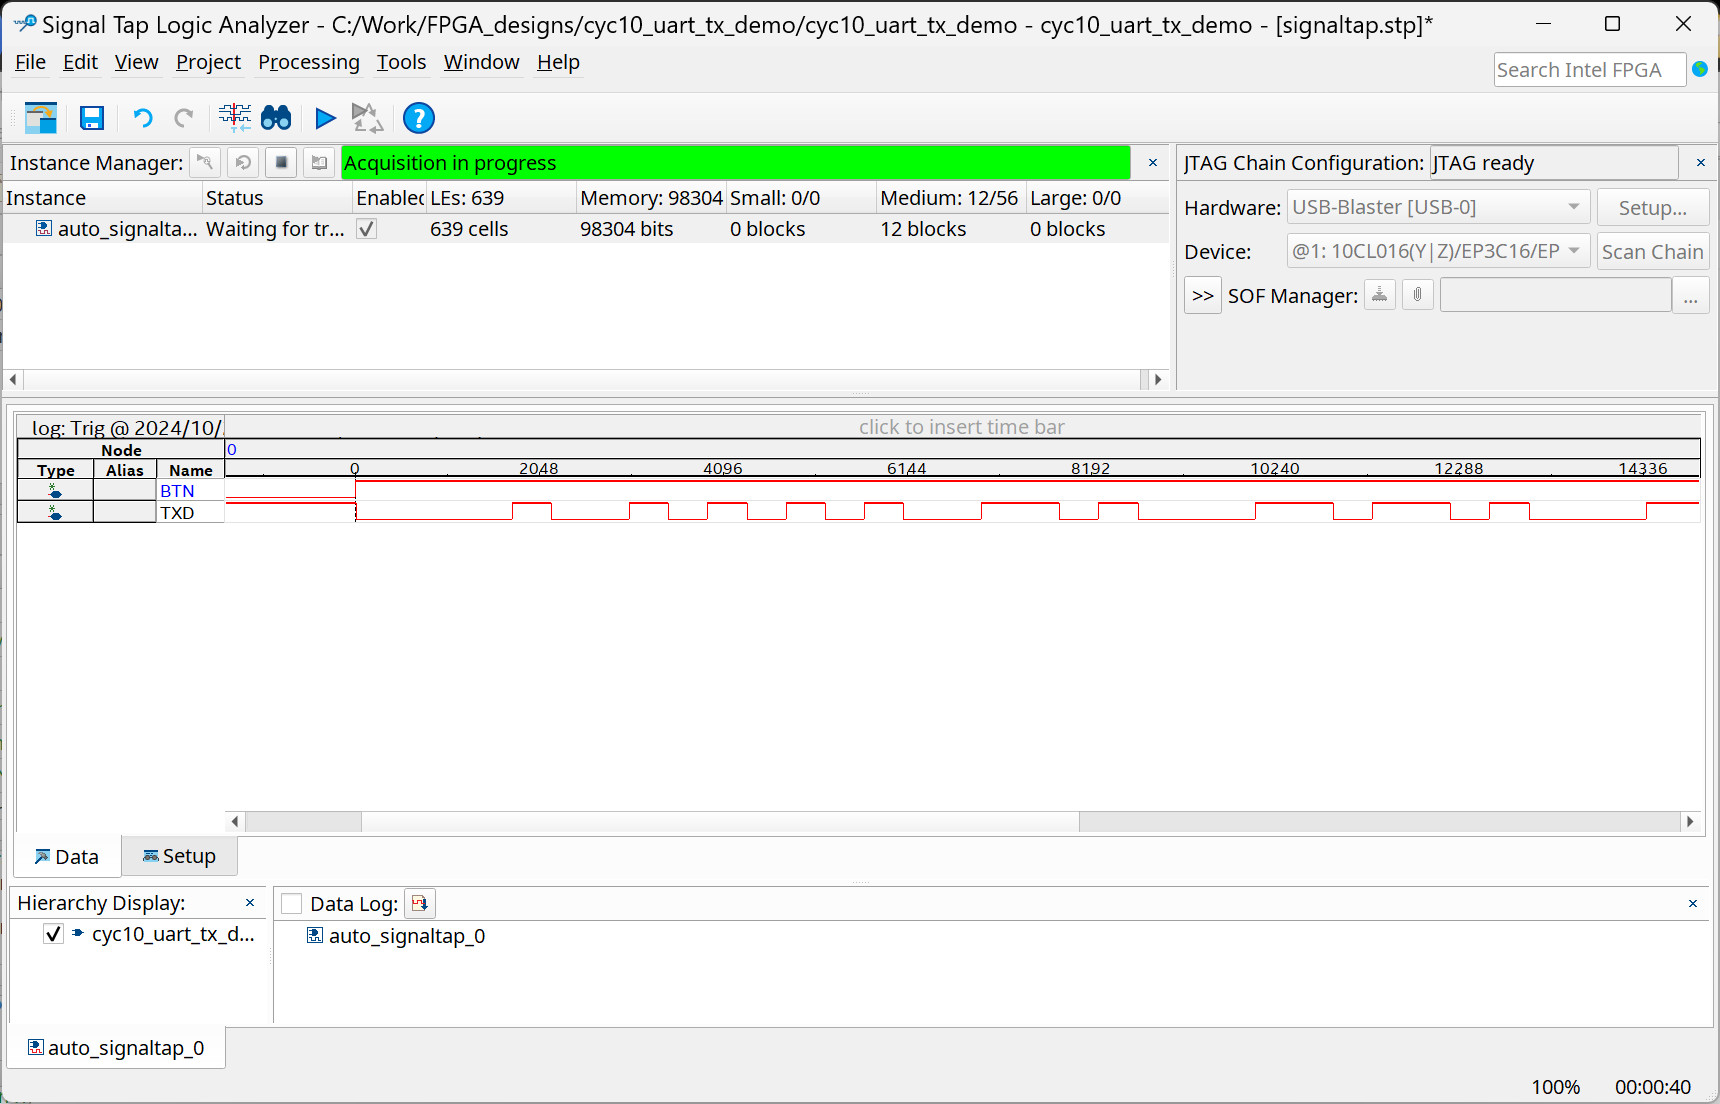 Signal Tap Logic Analyzer - C:/Work/FPGA_designs/cyc10_uart_tx_demo/cyc10_uart_tx_demo - cyc10_uart_tx_demo - [signaltap.stp]*
File Edit View Project Processing Tools Window Help
Search Intel FPGA
Instance Manager: Acquisition in progress
JTAG Chain Configuration: JTAG ready
Instance Status Enabled LEs: 639 Memory: 98304 Small: 0/0 Medium: 12/56 Large: 0/0
auto_signalta... Waiting for tr... 639 cells 98304 bits 0 blocks 12 blocks 0 blocks
Hardware: USB-Blaster [USB-0] Setup...
Device: @1: 10CL016(Y|Z)/EP3C16/EP Scan Chain
>> SOF Manager: ...
log: Trig @ 2024/10/ click to insert time bar
Node 0
Type Alias Name 0 2048 4096 6144 8192 10240 12288 14336
BTN
TXD
Data Setup
Hierarchy Display: Data Log:
cyc10_uart_tx_d... auto_signaltap_0
auto_signaltap_0
100% 00:00:40